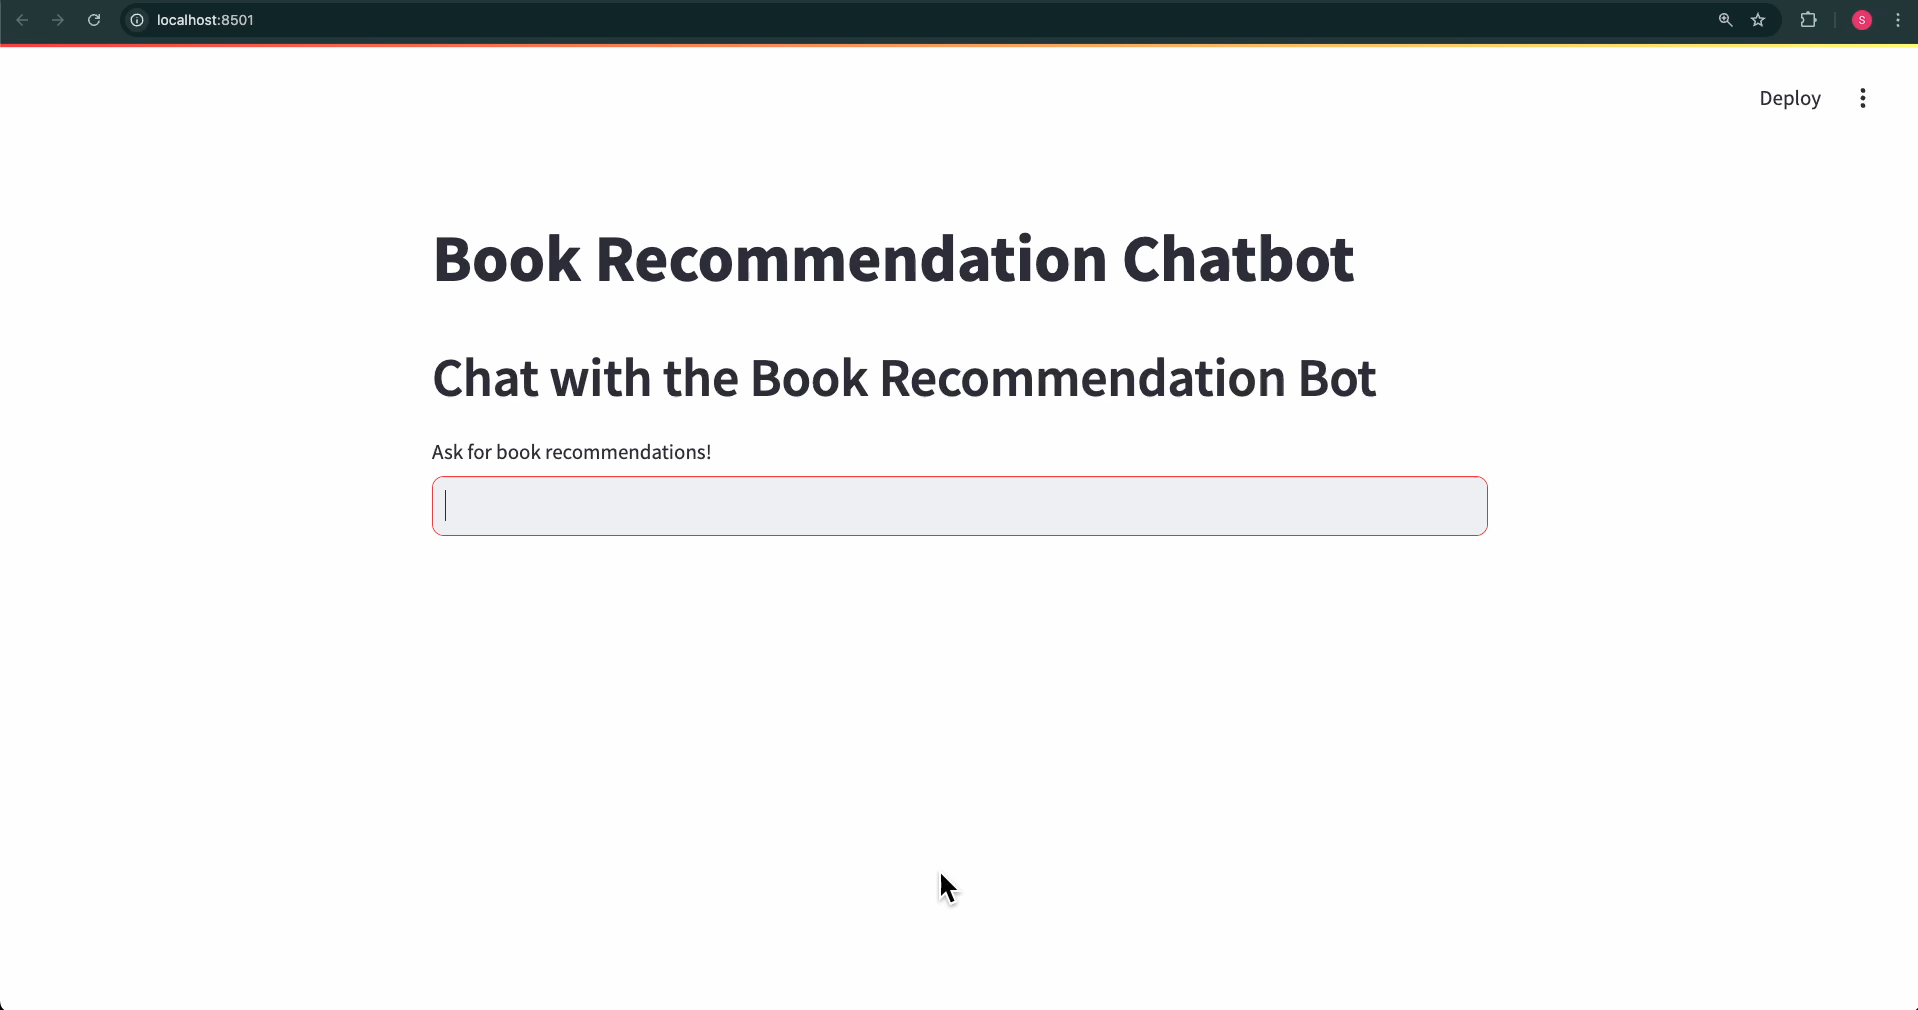 localhost:8501
S
Deploy
Book Recommendation Chatbot
Chat with the Book Recommendation Bot
Ask for book recommendations!